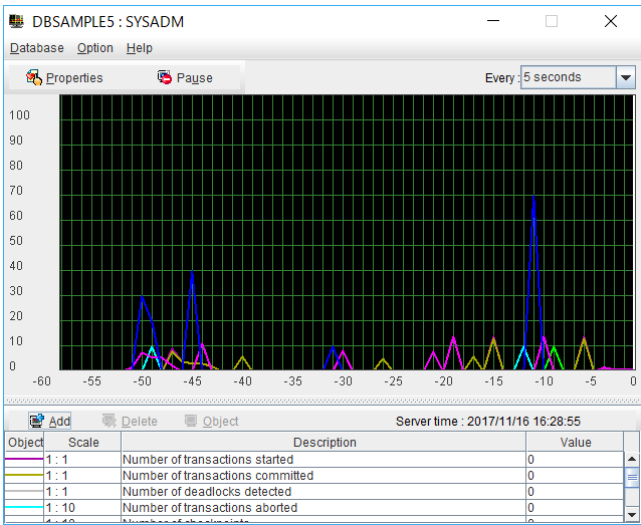 DBSAMPLE5 : SYSADM
Database Option Help
Properties Pause Every : 5 seconds
100
90
80
70
60
50
40
30
20
10
0
-60 -55 -50 -45 -40 -35 -30 -25 -20 -15 -10 -5 0
Add Delete Object Server time : 2017/11/16 16:28:55
Object Scale Description Value
1 : 1 Number of transactions started 0
1 : 1 Number of transactions committed 0
1 : 1 Number of deadlocks detected 0
1 : 10 Number of transactions aborted 0
Number of checkpoints